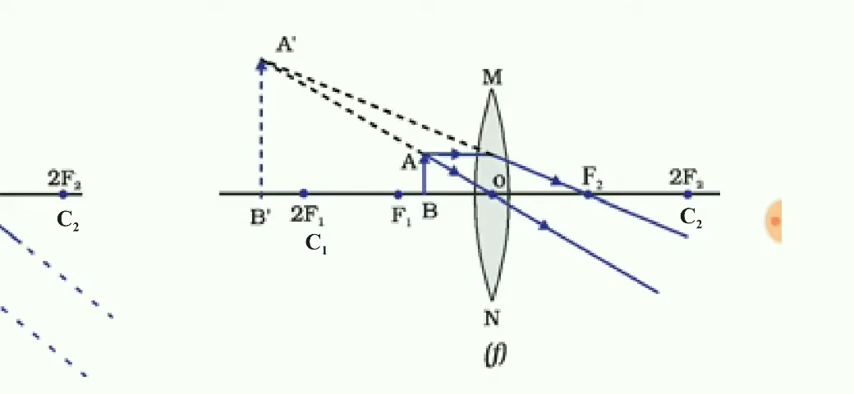 2F₂
C₂
A'
M
A
O
F₂
2F₂
B'
2F₁
F₁
B
C₂
C₁
N
(f)